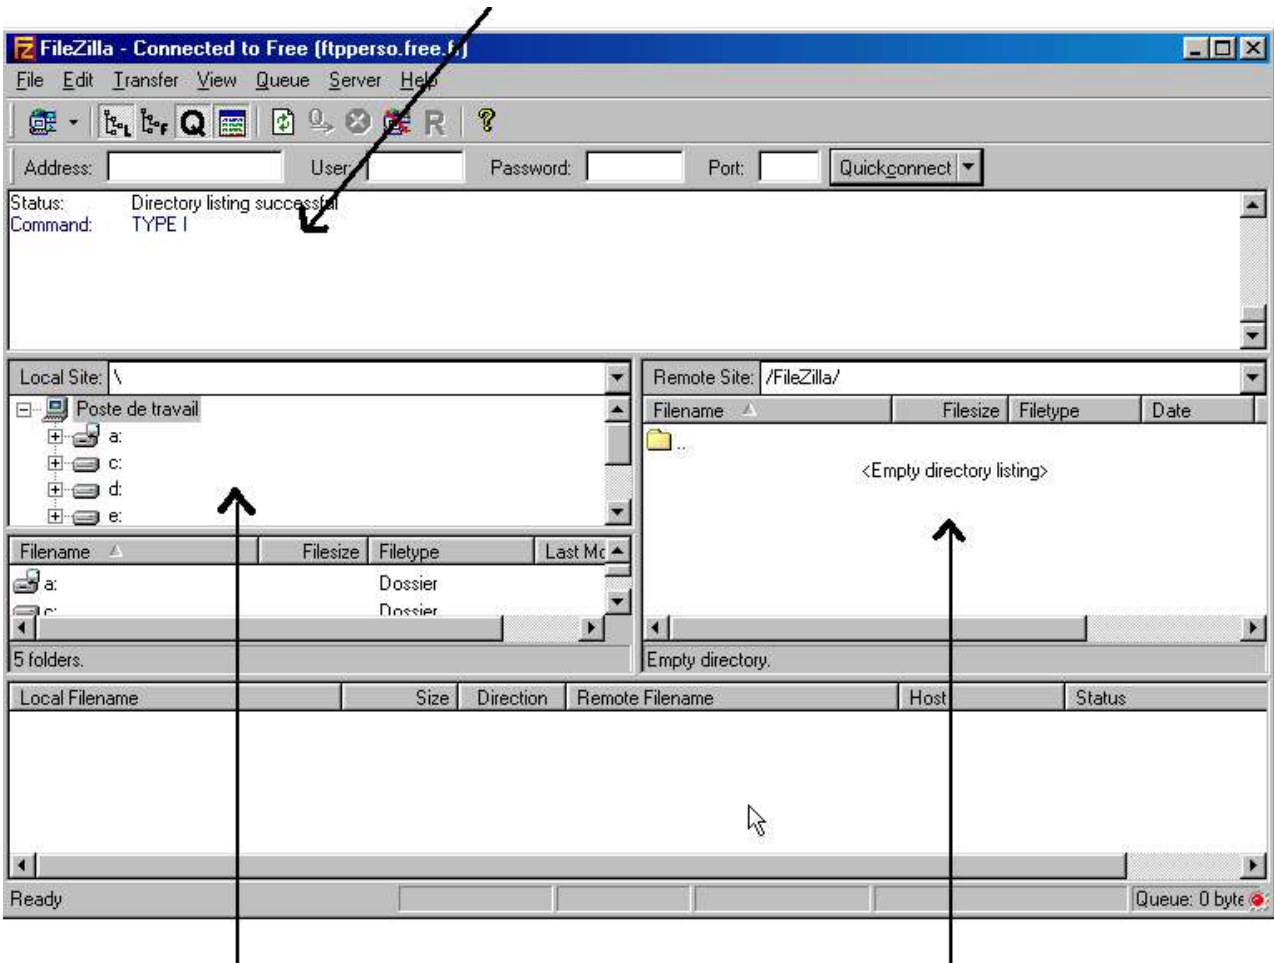 FileZilla - Connected to Free (ftpperso.free.fr)
File Edit Transfer View Queue Server Help
Address: User: Password: Port: Quickconnect
Status: Directory listing successful
Command: TYPE I
Local Site: \
Remote Site: /FileZilla/
Poste de travail
a:
c:
d:
e:
Filename Filesize Filetype Last Mo
a: Dossier
c: Dossier
5 folders.
Filename Filesize Filetype Date
..
<Empty directory listing>
Empty directory.
Local Filename Size Direction Remote Filename Host Status
Ready Queue: 0 byte